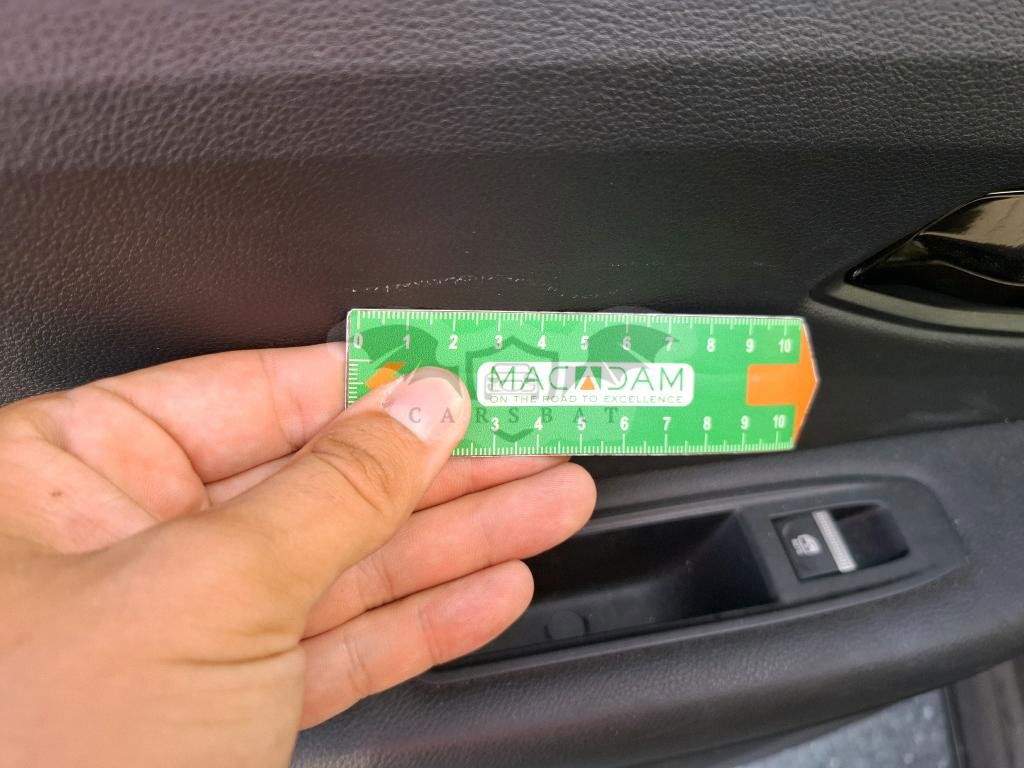 0 1 2 3 4 5 6 7 8 9 10
MACADAM
ON THE ROAD TO EXCELLENCE
CARSBAT
3 4 5 6 7 8 9 10